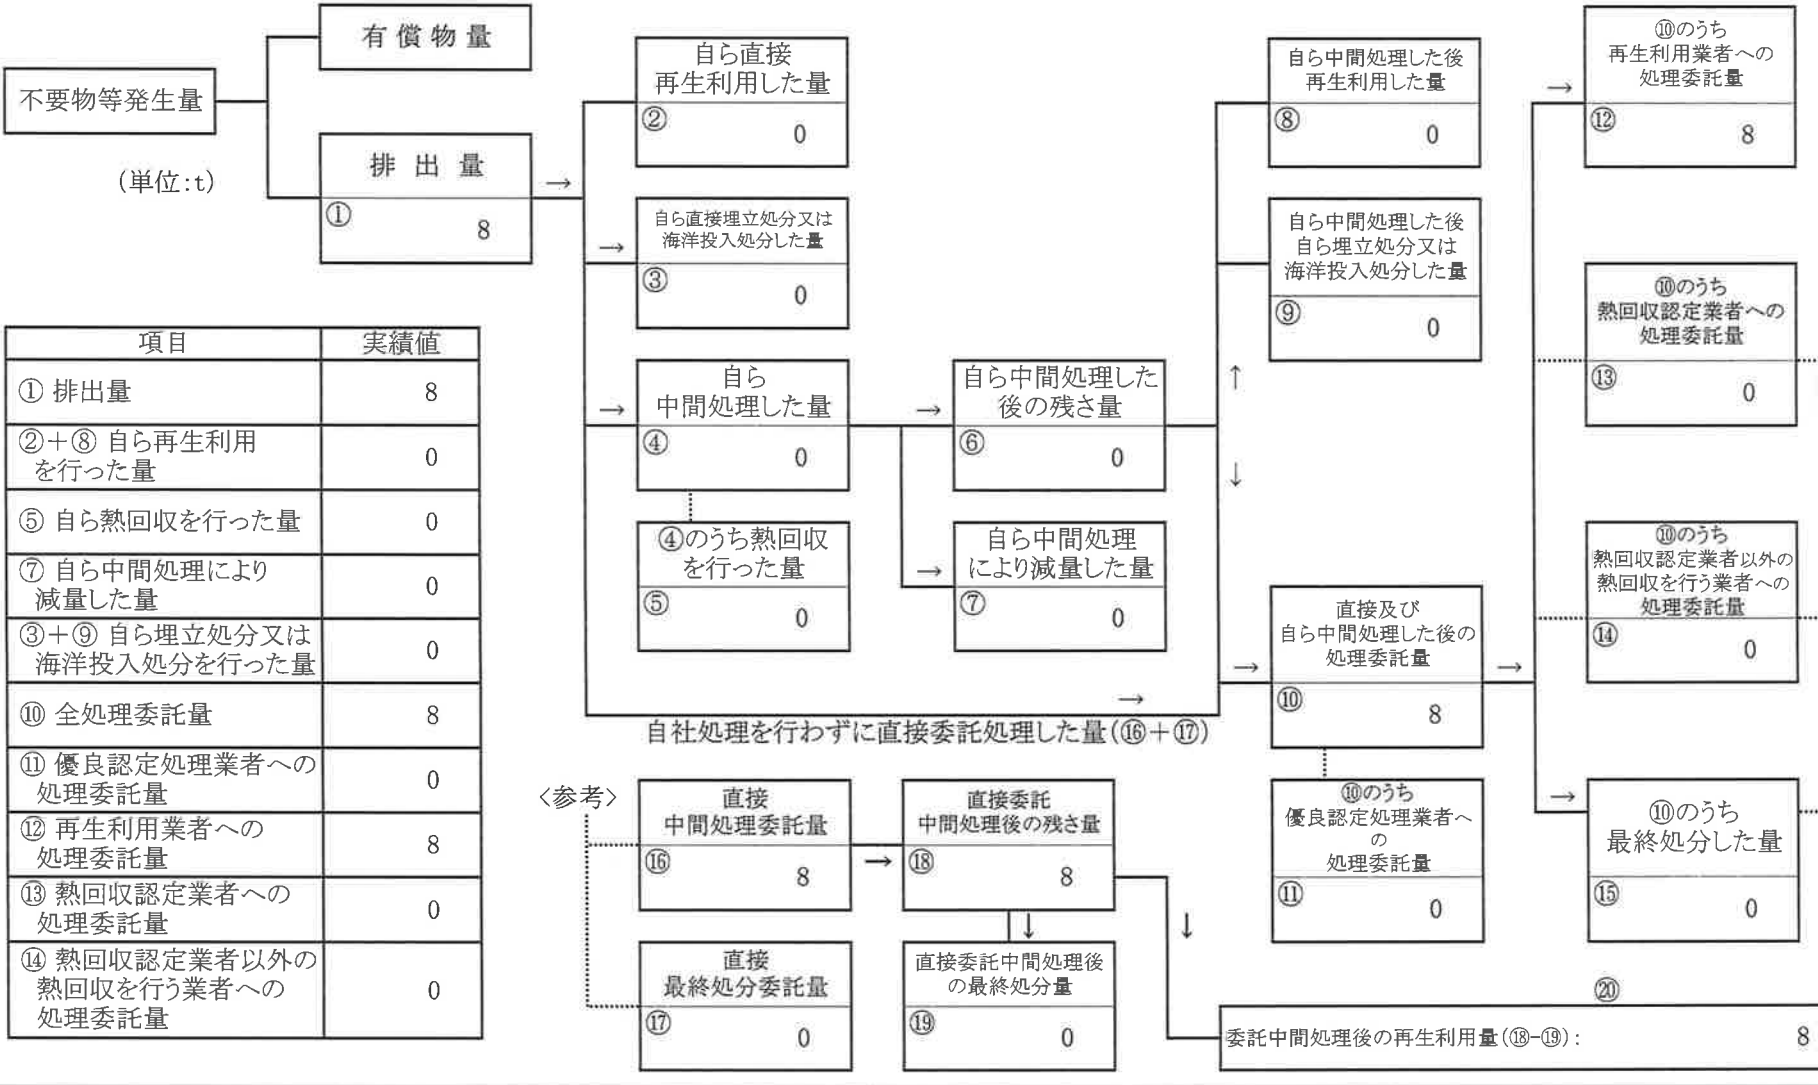 有償物量
不要物等発生量
(単位:t)
排出量
① 8
→
自ら直接
再生利用した量
② 0
→
自ら直接埋立処分又は
海洋投入処分した量
③ 0
→
自ら
中間処理した量
④ 0
④のうち熱回収
を行った量
⑤ 0
→
自ら中間処理した
後の残さ量
⑥ 0
→
自ら中間処理
により減量した量
⑦ 0
→
自社処理を行わずに直接委託処理した量(⑯+⑰)
自ら中間処理した後
再生利用した量
⑧ 0
自ら中間処理した後
自ら埋立処分又は
海洋投入処分した量
⑨ 0
↑
↓
→
直接及び
自ら中間処理した後の
処理委託量
⑩ 8
→
⑩のうち
優良認定処理業者へ
の
処理委託量
⑪ 0
→
⑩のうち
再生利用業者への
処理委託量
⑫ 8
⑩のうち
熱回収認定業者への
処理委託量
⑬ 0
⑩のうち
熱回収認定業者以外の
熱回収を行う業者への
処理委託量
⑭ 0
→
⑩のうち
最終処分した量
⑮ 0
項目 実績値
① 排出量 8
②+⑧ 自ら再生利用
を行った量 0
⑤ 自ら熱回収を行った量 0
⑦ 自ら中間処理により
減量した量 0
③+⑨ 自ら埋立処分又は
海洋投入処分を行った量 0
⑩ 全処理委託量 8
⑪ 優良認定処理業者への
処理委託量 0
⑫ 再生利用業者への
処理委託量 8
⑬ 熱回収認定業者への
処理委託量 0
⑭ 熱回収認定業者以外の
熱回収を行う業者への
処理委託量 0
<参考>
直接
中間処理委託量
⑯ 8
→
直接委託
中間処理後の残さ量
⑱ 8
↓
↓
直接
最終処分委託量
⑰ 0
直接委託中間処理後
の最終処分量
⑲ 0
⑳
委託中間処理後の再生利用量(⑱-⑲): 8